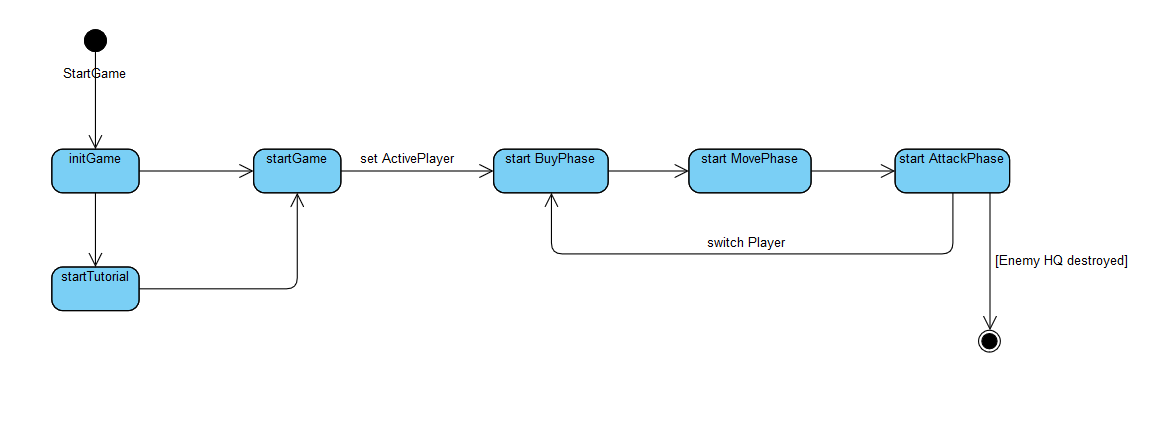 StartGame
initGame
startGame
set ActivePlayer
start BuyPhase
start MovePhase
start AttackPhase
switch Player
[Enemy HQ destroyed]
startTutorial